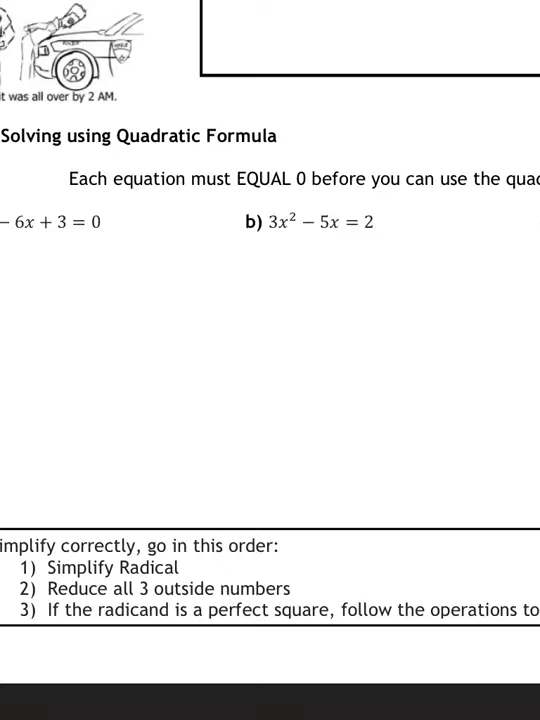 it was all over by 2 AM.
Solving using Quadratic Formula
Each equation must EQUAL 0 before you can use the
− 6x + 3 = 0
b) 3x² − 5x = 2
go in this order:
correctly,
1) Simplify Radical
2) Reduce all 3 outside numbers
3) If the radicand is a perfect square, follow the operations to